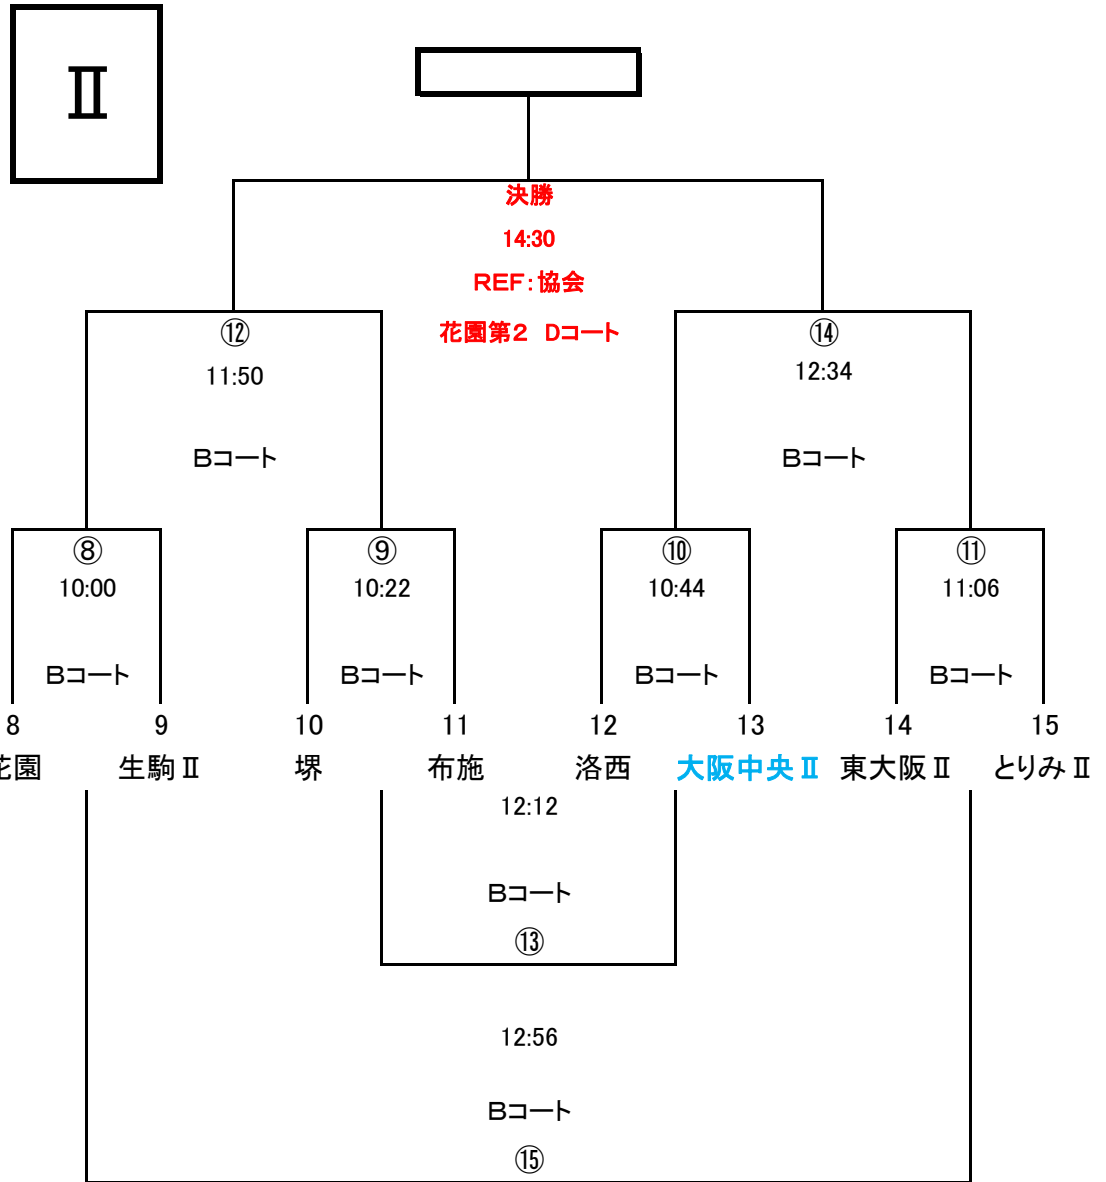 Ⅱ
決勝
14:30
REF:協会
花園第2 Dコート
⑫
11:50
Bコート
⑭
12:34
Bコート
⑧
10:00
Bコート
⑨
10:22
Bコート
⑩
10:44
Bコート
⑪
11:06
Bコート
8 9 10 11 12 13 14 15
花園 生駒Ⅱ 堺 布施 洛西 大阪中央Ⅱ 東大阪Ⅱ とりみⅡ
12:12
Bコート
⑬
12:56
Bコート
⑮